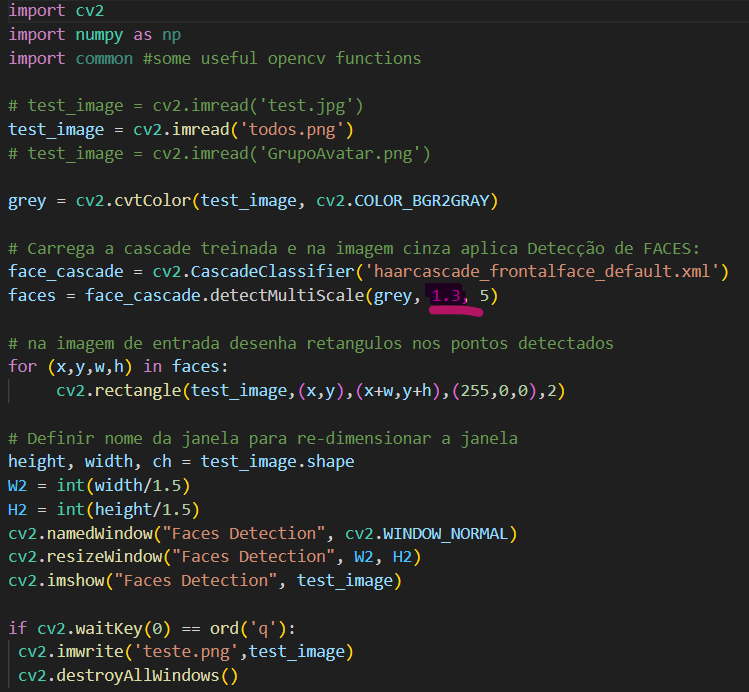 import cv2
import numpy as np
import common #some useful opencv functions
# test_image = cv2.imread('test.jpg')
test_image = cv2.imread('todos.png')
# test_image = cv2.imread('GrupoAvatar.png')
grey = cv2.cvtColor(test_image, cv2.COLOR_BGR2GRAY)
# Carrega a cascade treinada e na imagem cinza aplica Detecção de FACES:
face_cascade = cv2.CascadeClassifier('haarcascade_frontalface_default.xml')
faces = face_cascade.detectMultiScale(grey, 1.3, 5)
# na imagem de entrada desenha retangulos nos pontos detectados
for (x,y,w,h) in faces:
cv2.rectangle(test_image,(x,y),(x+w,y+h),(255,0,0),2)
# Definir nome da janela para re-dimensionar a janela
height, width, ch = test_image.shape
W2 = int(width/1.5)
H2 = int(height/1.5)
cv2.namedWindow("Faces Detection", cv2.WINDOW_NORMAL)
cv2.resizeWindow("Faces Detection", W2, H2)
cv2.imshow("Faces Detection", test_image)
if cv2.waitKey(0) == ord('q'):
cv2.imwrite('teste.png',test_image)
cv2.destroyAllWindows()